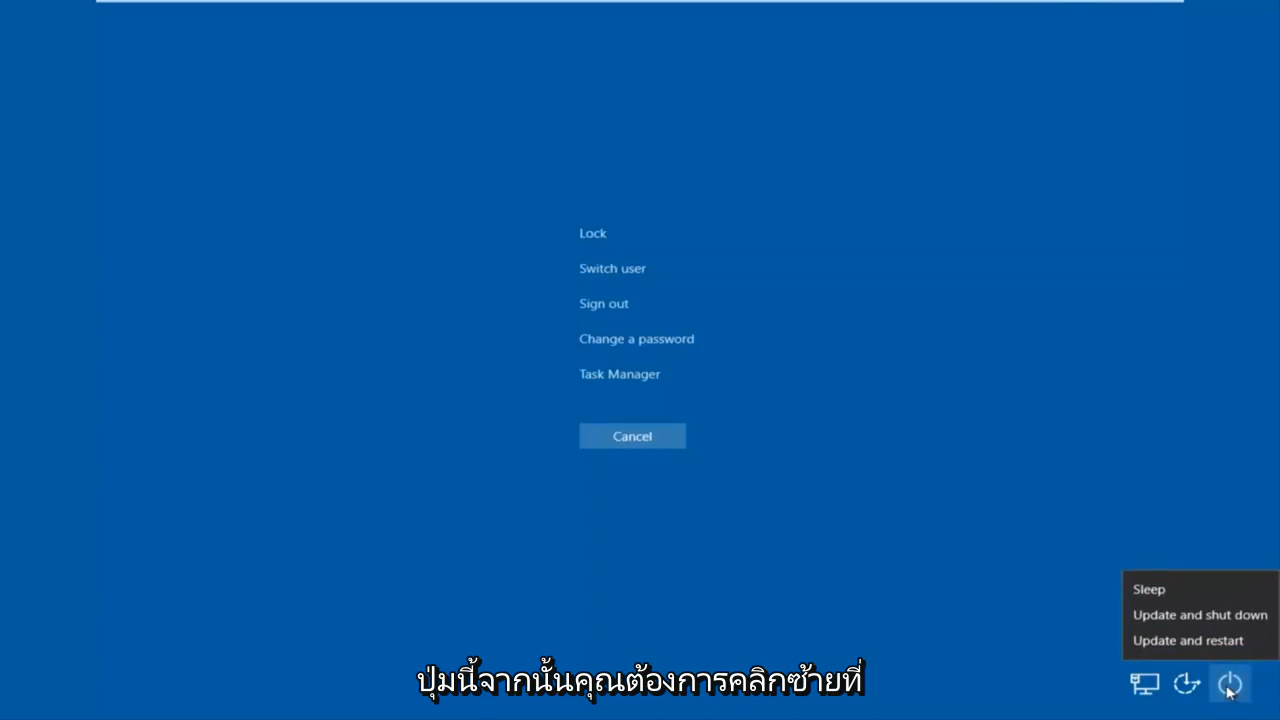 Lock
Switch user
Sign out
Change a password
Task Manager
Cancel
Sleep
Update and shut down
Update and restart
ปุ่มนี้จากนั้นคุณต้องการคลิกซ้ายที่